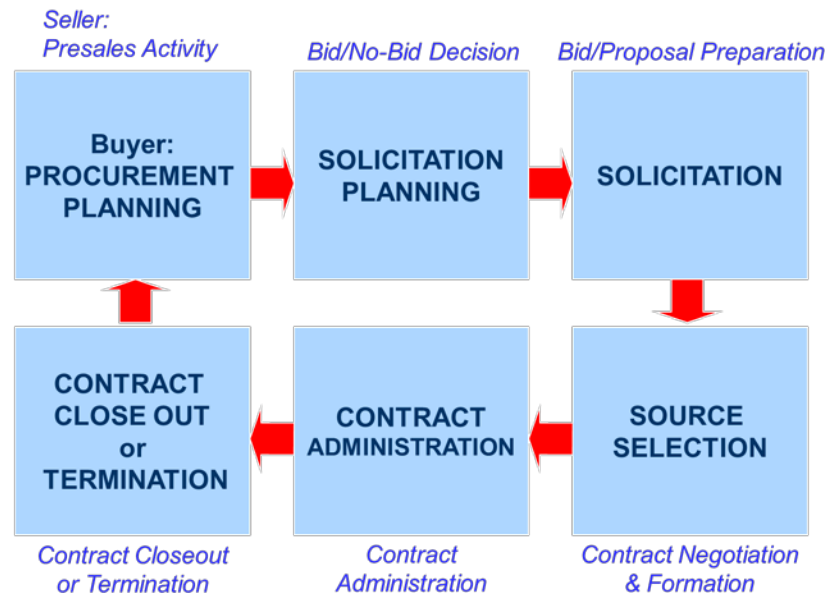 Seller:
Presales Activity
Bid/No-Bid Decision
Bid/Proposal Preparation
Buyer:
PROCUREMENT
PLANNING
SOLICITATION
PLANNING
SOLICITATION
CONTRACT
CLOSE OUT
or
TERMINATION
CONTRACT
ADMINISTRATION
SOURCE
SELECTION
Contract Closeout
or Termination
Contract
Administration
Contract Negotiation
& Formation